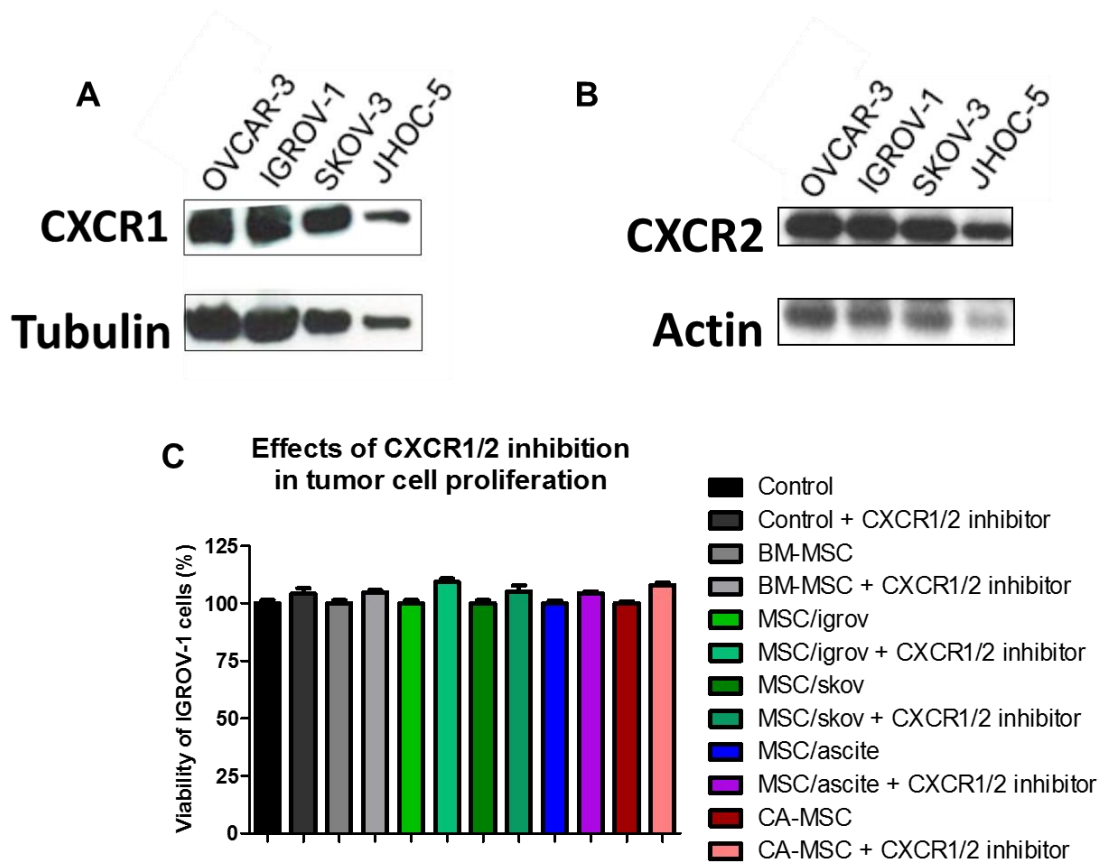 A
OVCAR-3
IGROV-1
SKOV-3
JHOC-5
CXCR1
Tubulin
B
OVCAR-3
IGROV-1
SKOV-3
JHOC-5
CXCR2
Actin
C
Effects of CXCR1/2 inhibition
in tumor cell proliferation
Viability of IGROV-1 cells (%)
125
100
75
50
25
0
Control
Control + CXCR1/2 inhibitor
BM-MSC
BM-MSC + CXCR1/2 inhibitor
MSC/igrov
MSC/igrov + CXCR1/2 inhibitor
MSC/skov
MSC/skov + CXCR1/2 inhibitor
MSC/ascite
MSC/ascite + CXCR1/2 inhibitor
CA-MSC
CA-MSC + CXCR1/2 inhibitor